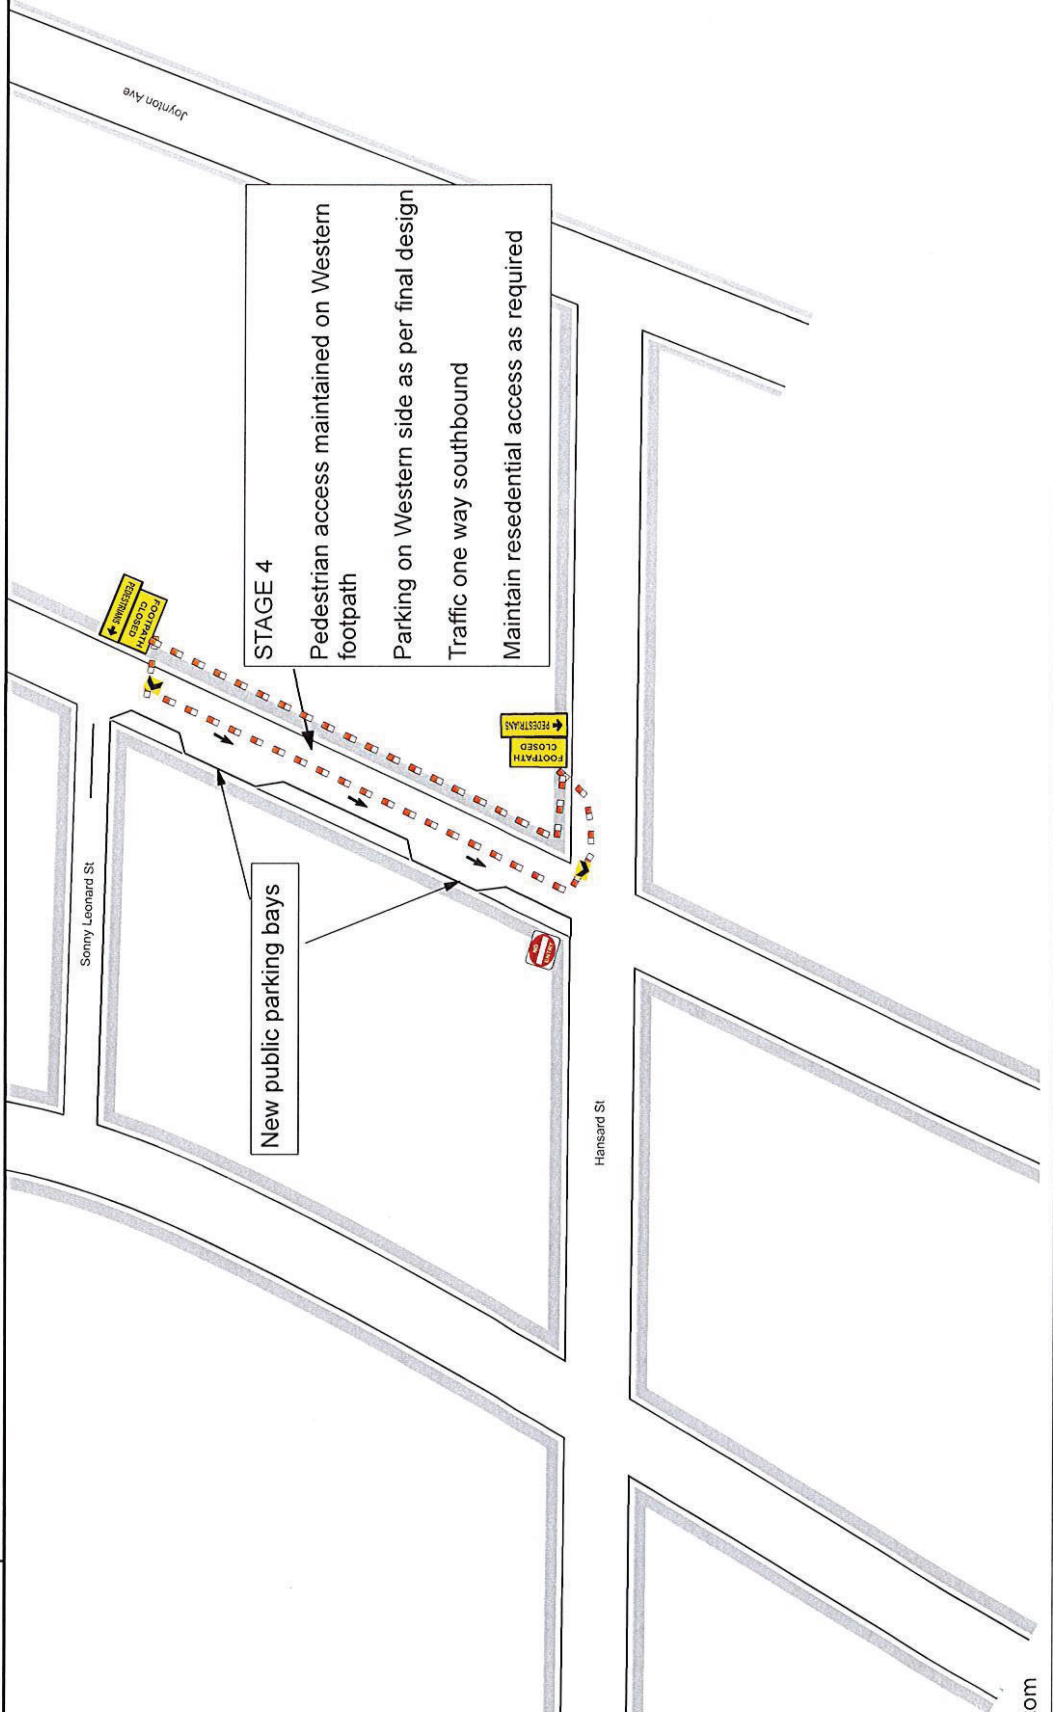 Joynton Ave
PEDESTRIANS
FOOTPATH
CLOSED
STAGE 4
Pedestrian access maintained on Western
footpath
Parking on Western side as per final design
Traffic one way southbound
Maintain resedential access as required
Sonny Leonard St
New public parking bays
FOOTPATH
CLOSED
PEDESTRIANS
NO
ENTRY
Hansard St
om